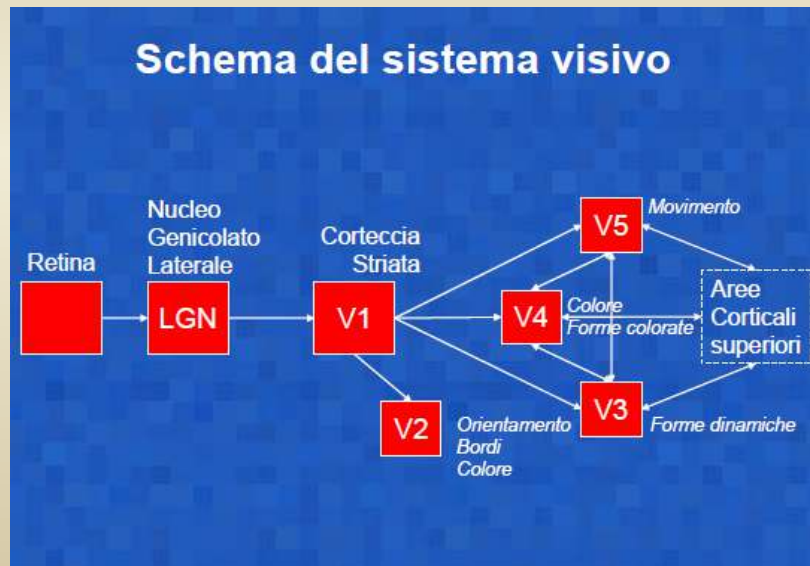 Schema del sistema visivo
Retina
Nucleo
Genicolato
Laterale
LGN
Corteccia
Striata
V1
V2
Orientamento
Bordi
Colore
V5
Movimento
V4
Colore
Forme colorate
V3
Forme dinamiche
Aree
Corticali
superiori